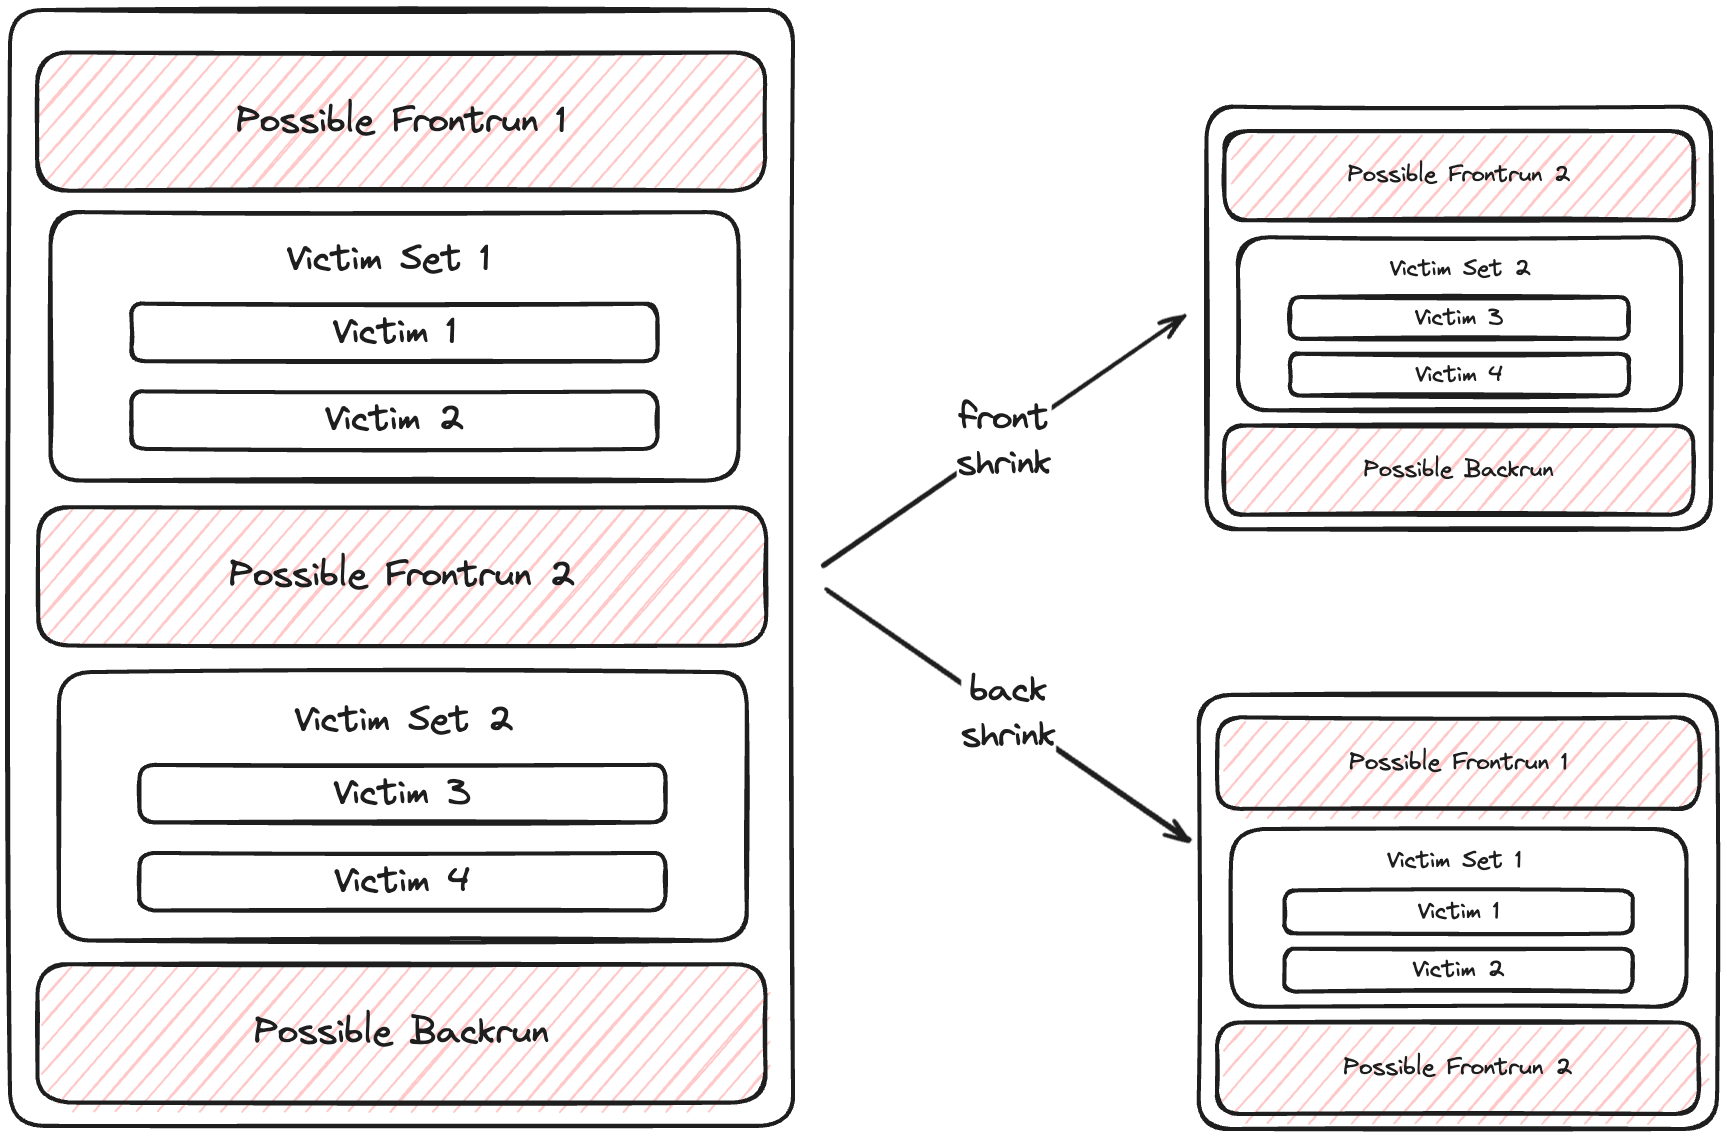 Possible Frontrun 1
Victim Set 1
Victim 1
Victim 2
Possible Frontrun 2
Victim Set 2
Victim 3
Victim 4
Possible Backrun
front
shrink
back
shrink
Possible Frontrun 2
Victim Set 2
Victim 3
Victim 4
Possible Backrun
Possible Frontrun 1
Victim Set 1
Victim 1
Victim 2
Possible Frontrun 2